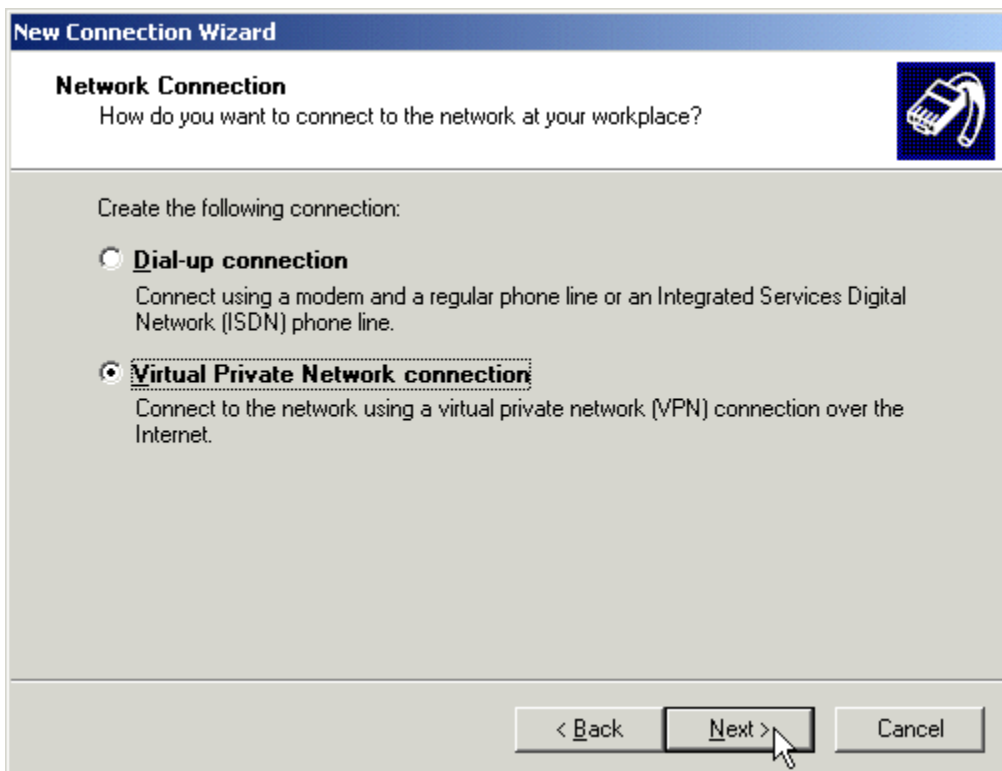 New Connection Wizard
Network Connection
How do you want to connect to the network at your workplace?
Create the following connection:
Dial-up connection
Connect using a modem and a regular phone line or an Integrated Services Digital
Network (ISDN) phone line.
Virtual Private Network connection
Connect to the network using a virtual private network (VPN) connection over the
Internet.
< Back
Next >
Cancel